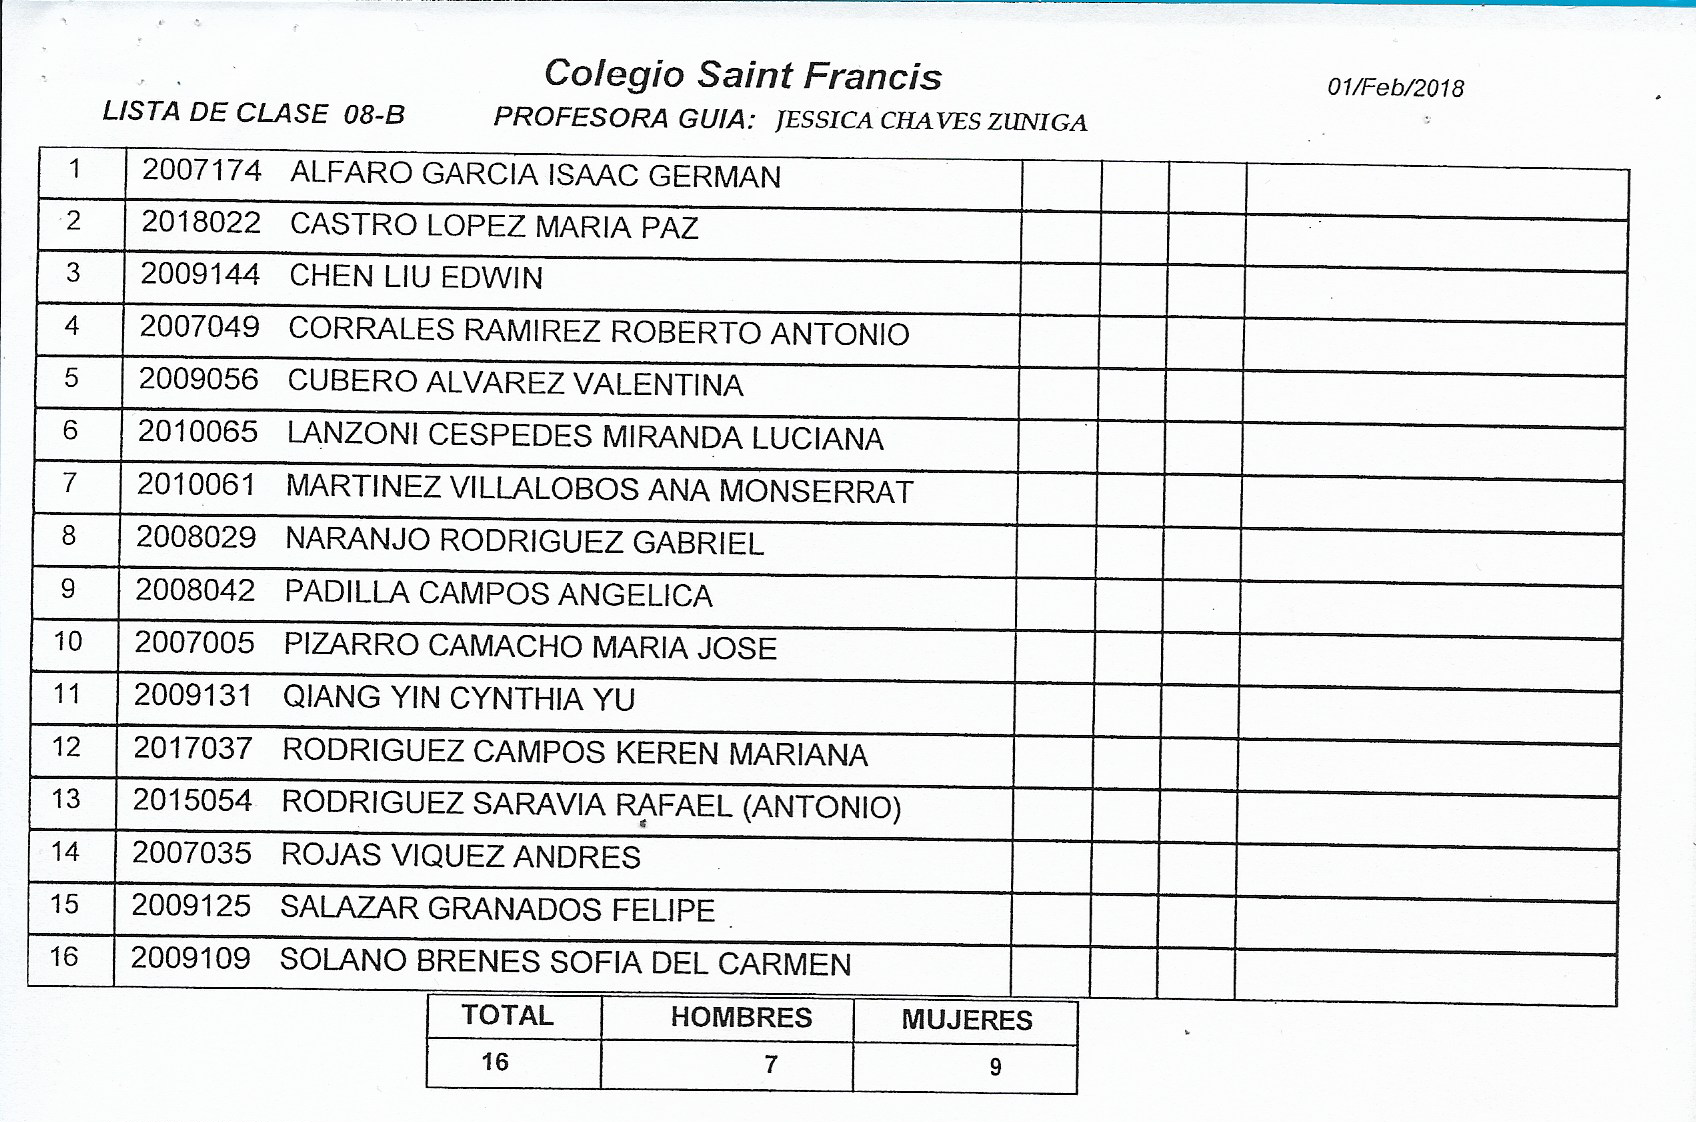 Colegio Saint Francis
01/Feb/2018
LISTA DE CLASE 08-B PROFESORA GUIA: JESSICA CHAVES ZUNIGA
1 2007174 ALFARO GARCIA ISAAC GERMAN
2 2018022 CASTRO LOPEZ MARIA PAZ
3 2009144 CHEN LIU EDWIN
4 2007049 CORRALES RAMIREZ ROBERTO ANTONIO
5 2009056 CUBERO ALVAREZ VALENTINA
6 2010065 LANZONI CESPEDES MIRANDA LUCIANA
7 2010061 MARTINEZ VILLALOBOS ANA MONSERRAT
8 2008029 NARANJO RODRIGUEZ GABRIEL
9 2008042 PADILLA CAMPOS ANGELICA
10 2007005 PIZARRO CAMACHO MARIA JOSE
11 2009131 QIANG YIN CYNTHIA YU
12 2017037 RODRIGUEZ CAMPOS KEREN MARIANA
13 2015054 RODRIGUEZ SARAVIA RAFAEL (ANTONIO)
14 2007035 ROJAS VIQUEZ ANDRES
15 2009125 SALAZAR GRANADOS FELIPE
16 2009109 SOLANO BRENES SOFIA DEL CARMEN
TOTAL HOMBRES MUJERES
16 7 9